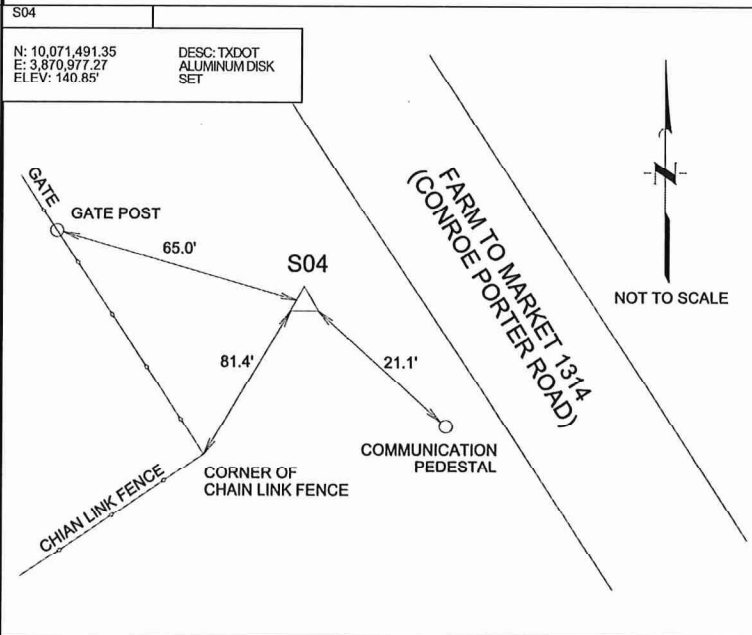 S04
N: 10,071,491.35
E: 3,870,977.27
ELEV: 140.85'
DESC: TXDOT
ALUMINUM DISK
SET
GATE
GATE POST
65.0'
S04
81.4'
21.1'
CORNER OF
CHAIN LINK FENCE
CHIAN LINK FENCE
COMMUNICATION
PEDESTAL
FARM TO MARKET 1314
(CONROE PORTER ROAD)
N
NOT TO SCALE